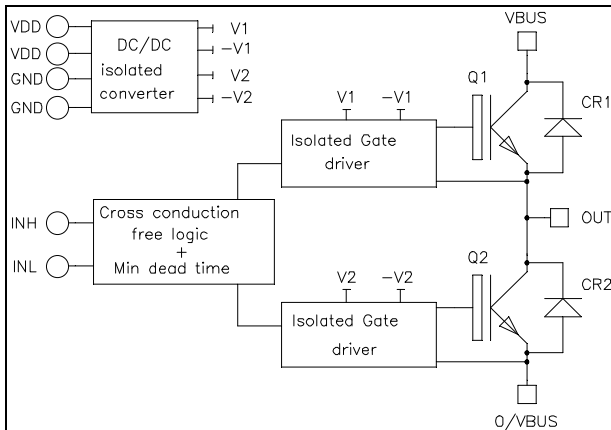 VDD
VDD
GND
GND
DC/DC
isolated
converter
V1
-V1
V2
-V2
VBUS
Q1
CR1
V1
-V1
Isolated Gate
driver
INH
INL
Cross conduction
free logic
+
Min dead time
OUT
Q2
CR2
V2
-V2
Isolated Gate
driver
0/VBUS